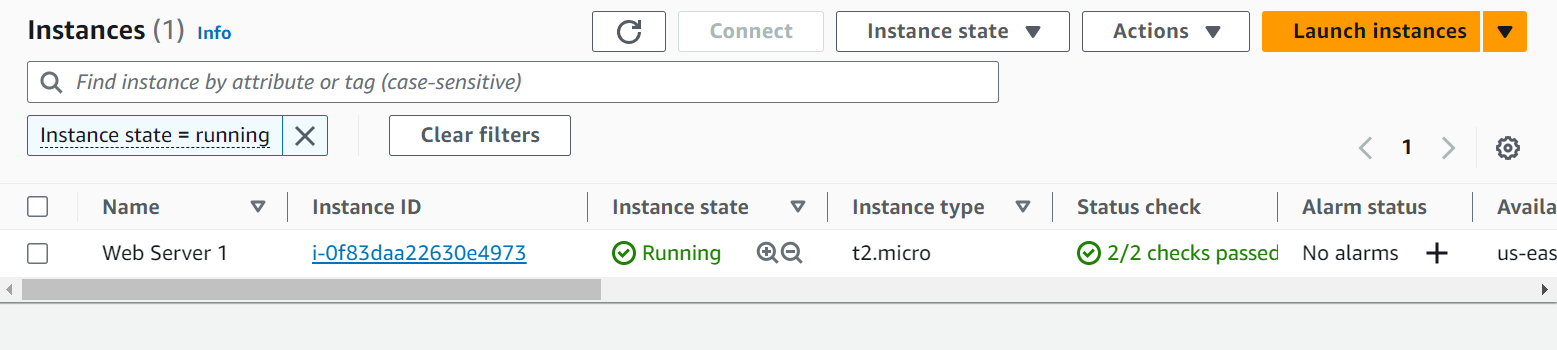 Instances (1) Info
Connect
Instance state
Actions
Launch instances
Find instance by attribute or tag (case-sensitive)
Instance state = running
Clear filters
1
Name Instance ID Instance state Instance type Status check Alarm status Availa
Web Server 1 i-0f83daa22630e4973 Running t2.micro 2/2 checks passed No alarms us-eas